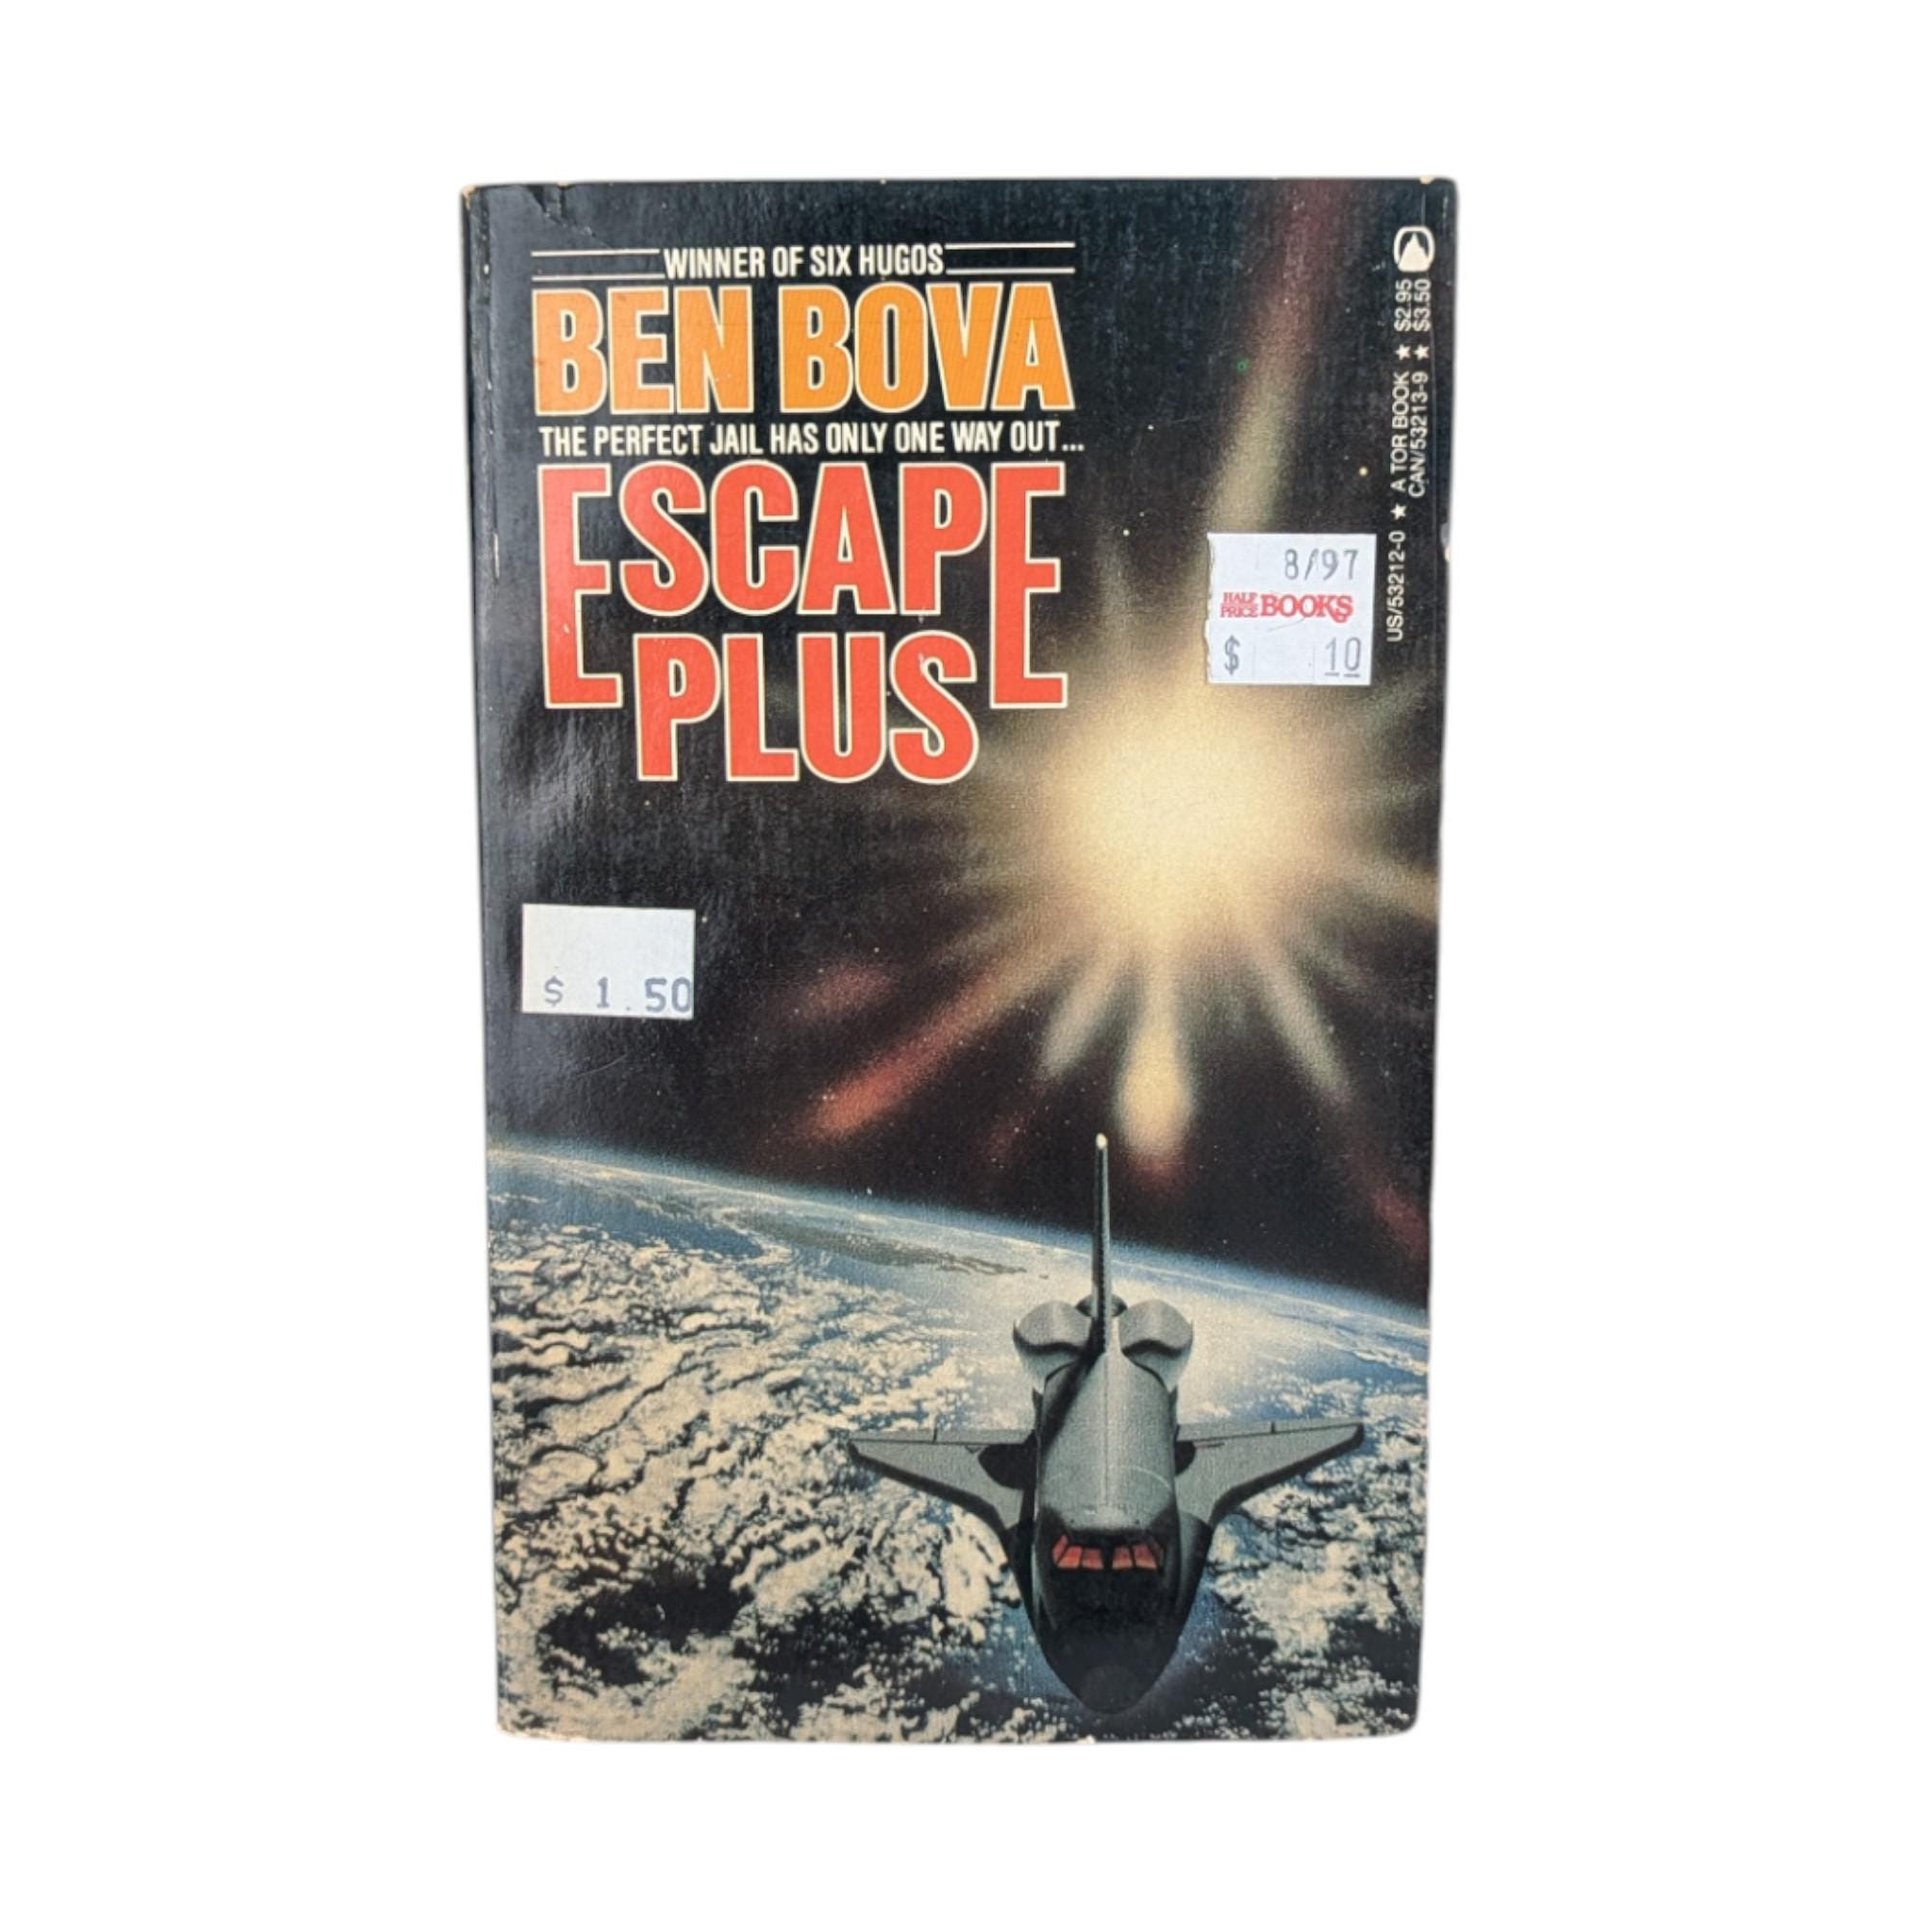 WINNER OF SIX HUGOS
BEN BOVA
THE PERFECT JAIL HAS ONLY ONE WAY OUT...
ESCAPE
PLUS
US/53212-0 ★ A TOR BOOK ★ $2.95
CAN/53213-9 ★ $3.50
8/97
HALF PRICE BOOKS
$ 10
$ 1.50